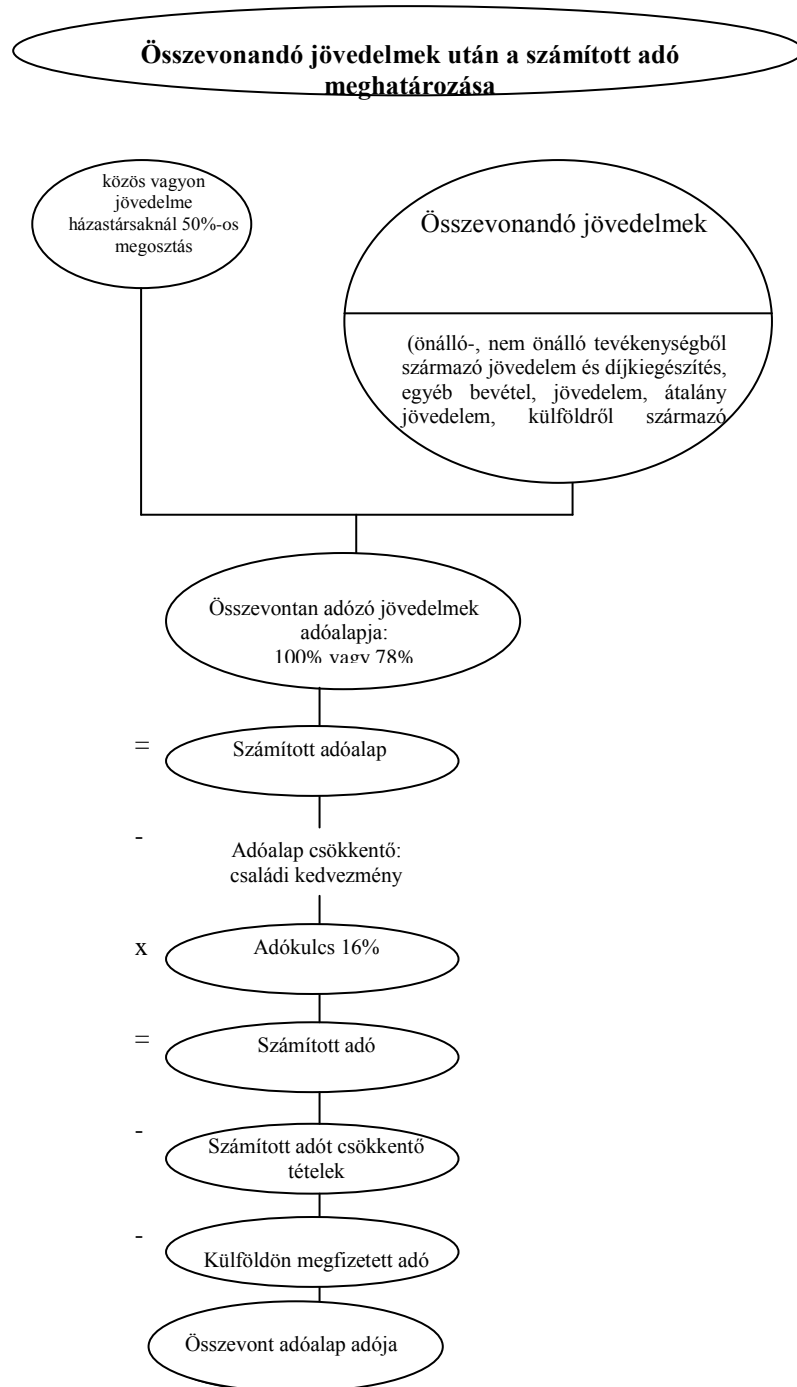 Összevonandó jövedelmek után a számított adó
meghatározása
közös vagyon
jövedelme
házastársaknál 50%-os
megosztás
Összevonandó jövedelmek
(önálló-, nem önálló tevékenységből
származó jövedelem és díjkiegészítés,
egyéb bevétel, jövedelem, átalány
jövedelem, külföldről származó
Összevontan adózó jövedelmek
adóalapja:
100% vagy 78%
=
Számított adóalap
-
Adóalap csökkentő:
családi kedvezmény
x
Adókulcs 16%
=
Számított adó
-
Számított adót csökkentő
tételek
-
Külföldön megfizetett adó
Összevont adóalap adója